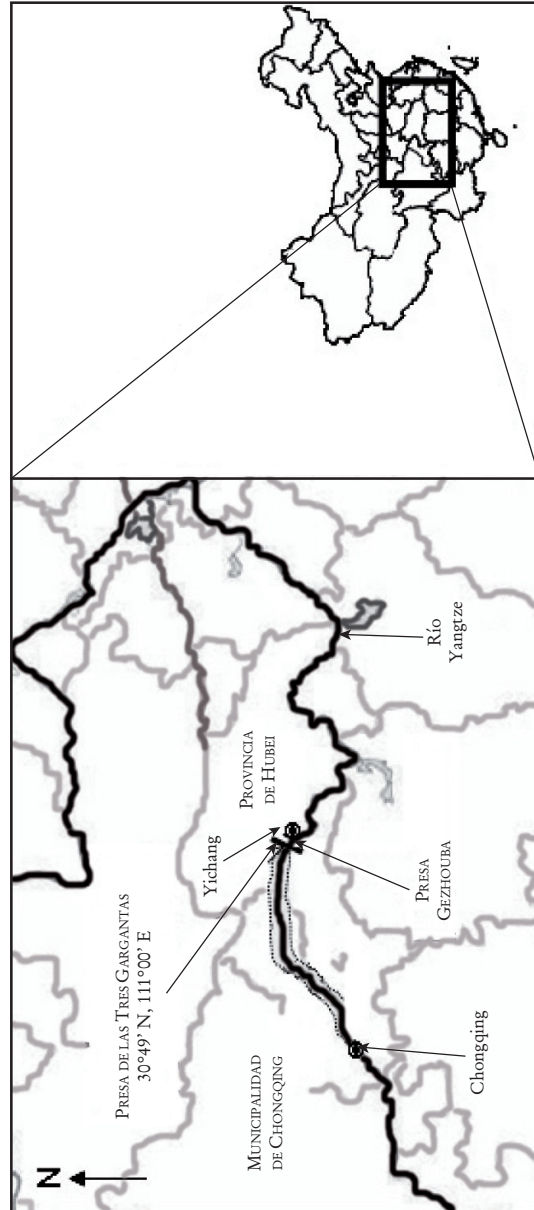 N
PRESA DE LAS TRES GARGANTAS
30°49' N, 111°00' E
MUNICIPALIDAD
DE CHONGQING
Yichang
PROVINCIA
DE HUBEI
Chongqing
PRESA
GEZHOUBA
Río
Yangtze